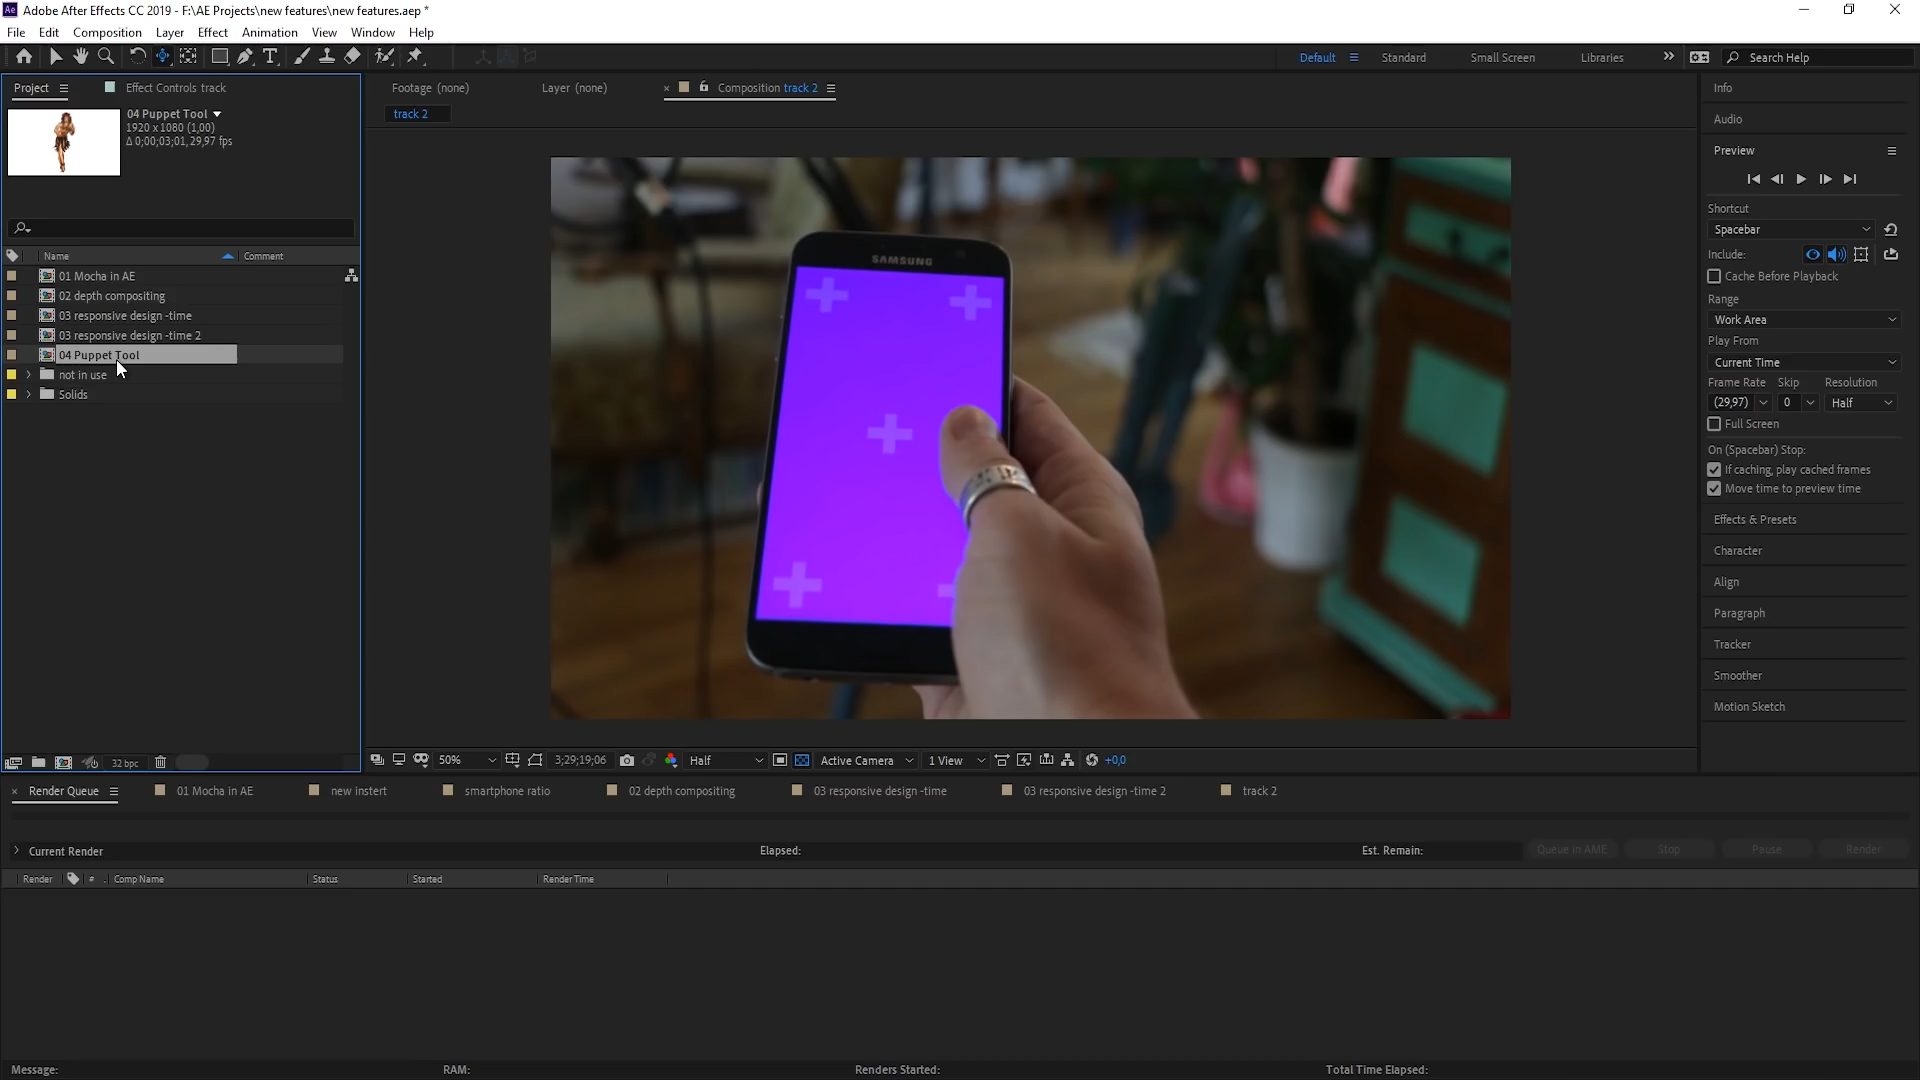 Adobe After Effects CC 2019 - F:\AE Projects\new features\new features.aep *
File Edit Composition Layer Effect Animation View Window Help
Default Standard Small Screen Libraries Search Help
Project Effect Controls track
04 Puppet Tool
1920 x 1080 (1,00)
Δ 0;00;03;01, 29,97 fps
Name Comment
01 Mocha in AE
02 depth compositing
03 responsive design -time
03 responsive design -time 2
04 Puppet Tool
not in use
Solids
32 bpc
Footage (none) Layer (none) Composition track 2
track 2
SAMSUNG
50% 3;29;19;06 Half Active Camera 1 View +0,0
Info
Audio
Preview
Shortcut
Spacebar
Include:
Cache Before Playback
Range
Work Area
Play From
Current Time
Frame Rate Skip Resolution
(29,97) 0 Half
Full Screen
On (Spacebar) Stop:
If caching, play cached frames
Move time to preview time
Effects & Presets
Character
Align
Paragraph
Tracker
Smoother
Motion Sketch
Render Queue 01 Mocha in AE new instert smartphone ratio 02 depth compositing 03 responsive design -time 03 responsive design -time 2 track 2
Current Render Elapsed: Est. Remain: Queue in AME Stop Pause Render
Render # Comp Name Status Started Render Time
Message: RAM: Renders Started: Total Time Elapsed: